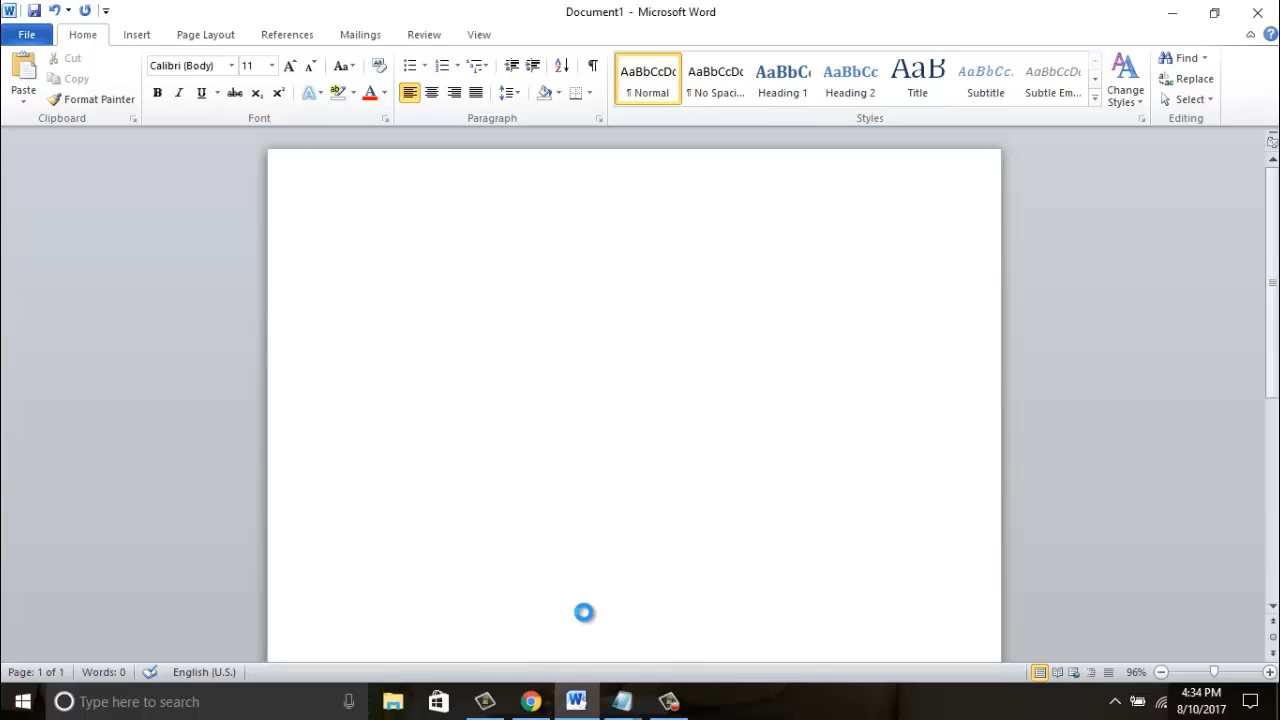 Document1 - Microsoft Word
File Home Insert Page Layout References Mailings Review View
Paste
Cut
Copy
Format Painter
Clipboard
Calibri (Body) 11
Font
Paragraph
AaBbCcDc AaBbCcDc AaBbC AaBbCc AaB AaBbCc. AaBbCcDc
¶ Normal ¶ No Spaci... Heading 1 Heading 2 Title Subtitle Subtle Em...
Styles
Change
Styles
Find
Replace
Select
Editing
Page: 1 of 1 Words: 0 English (U.S.) 96%
Type here to search
4:34 PM
8/10/2017